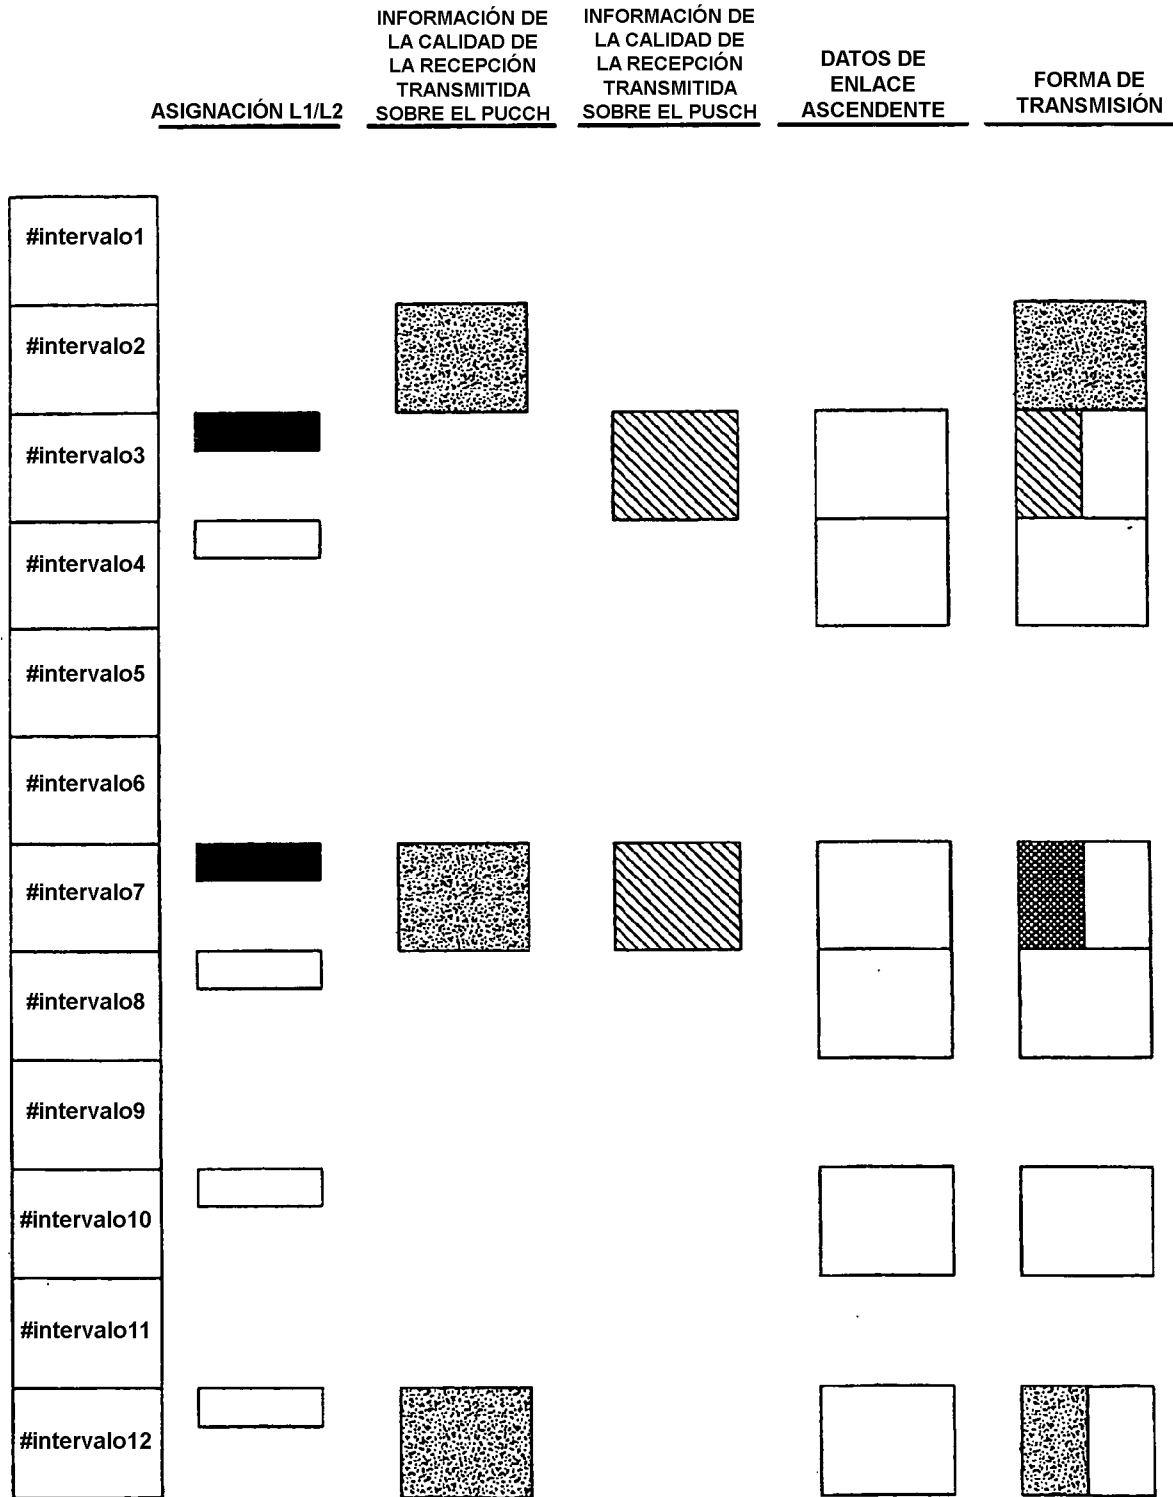 ASIGNACIÓN L1/L2
INFORMACIÓN DE
LA CALIDAD DE
LA RECEPCIÓN
TRANSMITIDA
SOBRE EL PUCCH
INFORMACIÓN DE
LA CALIDAD DE
LA RECEPCIÓN
TRANSMITIDA
SOBRE EL PUSCH
DATOS DE
ENLACE
ASCENDENTE
FORMA DE
TRANSMISIÓN
#intervalo1
#intervalo2
#intervalo3
#intervalo4
#intervalo5
#intervalo6
#intervalo7
#intervalo8
#intervalo9
#intervalo10
#intervalo11
#intervalo12